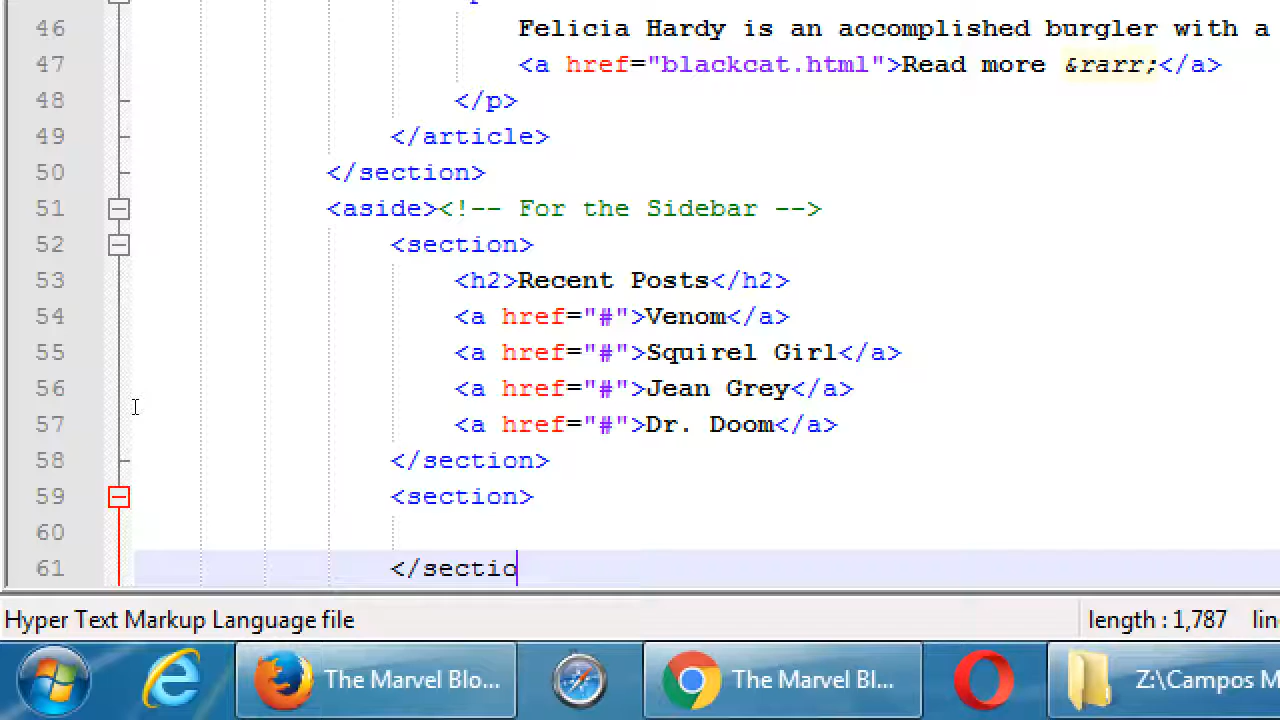 46 Felicia Hardy is an accomplished burgler with a
47 <a href="blackcat.html">Read more &rarr;</a>
48 </p>
49 </article>
50 </section>
51 <aside><!-- For the Sidebar -->
52 <section>
53 <h2>Recent Posts</h2>
54 <a href="#">Venom</a>
55 <a href="#">Squirel Girl</a>
56 <a href="#">Jean Grey</a>
57 <a href="#">Dr. Doom</a>
58 </section>
59 <section>
60
61 </sectio
Hyper Text Markup Language file length : 1,787 lin
The Marvel Blo... The Marvel Bl... Z:\Campos M